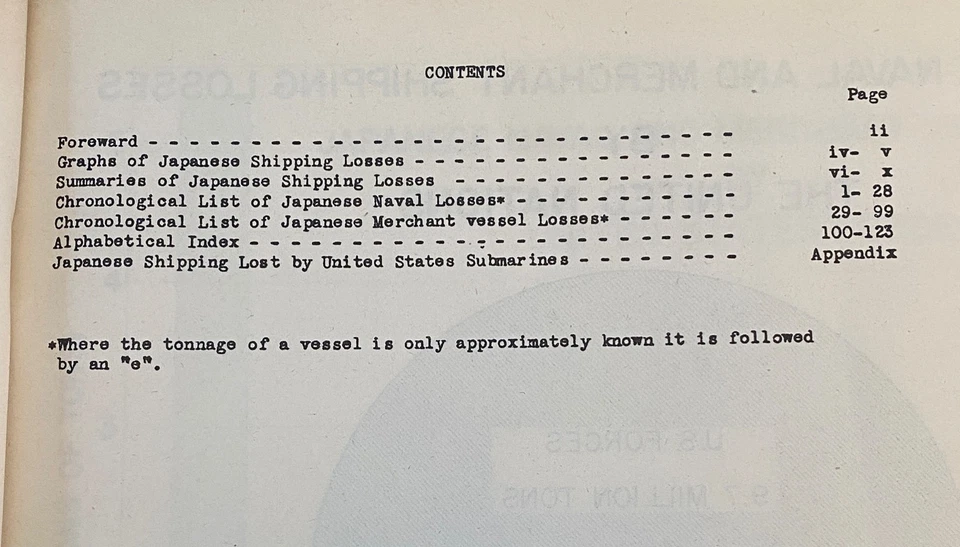 CONTENTS
Page
Foreward - - - - - - - - - - - - - - - - - - - - - - - - - - - - - ii
Graphs of Japanese Shipping Losses - - - - - - - - - - - - - - - - iv- v
Summaries of Japanese Shipping Losses - - - - - - - - - - - - - - vi- x
Chronological List of Japanese Naval Losses* - - - - - - - - - - - 1- 28
Chronological List of Japanese Merchant vessel Losses* - - - - - - 29- 99
Alphabetical Index - - - - - - - - - - - - - - - - - - - - - - - - 100-123
Japanese Shipping Lost by United States Submarines - - - - - - - - Appendix
*Where the tonnage of a vessel is only approximately known it is followed
by an "e".